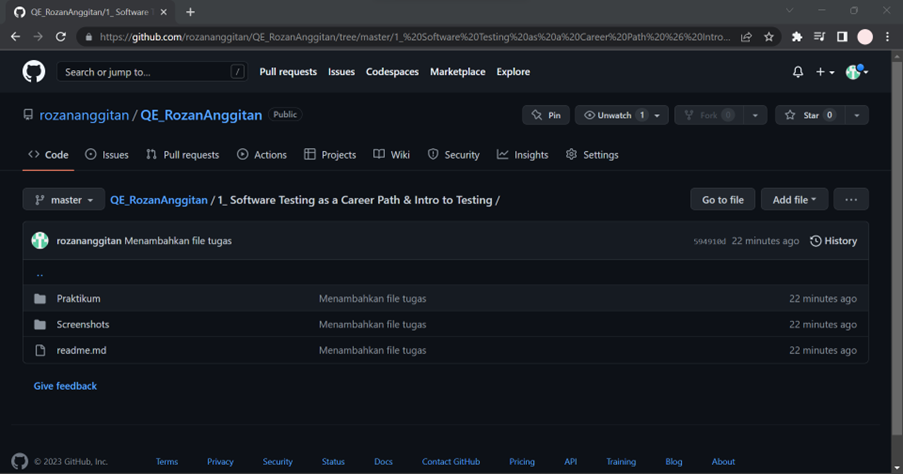 QE_RozanAnggitan/1_ Software T
https://github.com/rozananggitan/QE_RozanAnggitan/tree/master/1_%20Software%20Testing%20as%20a%20Career%20Path%20%26%20Intro...
Search or jump to... / Pull requests Issues Codespaces Marketplace Explore
rozananggitan / QE_RozanAnggitan Public Pin Unwatch 1 Fork 0 Star 0
Code Issues Pull requests Actions Projects Wiki Security Insights Settings
master QE_RozanAnggitan / 1_ Software Testing as a Career Path & Intro to Testing / Go to file Add file ...
rozananggitan Menambahkan file tugas 594910d 22 minutes ago History
..
Praktikum Menambahkan file tugas 22 minutes ago
Screenshots Menambahkan file tugas 22 minutes ago
readme.md Menambahkan file tugas 22 minutes ago
Give feedback
© 2023 GitHub, Inc. Terms Privacy Security Status Docs Contact GitHub Pricing API Training Blog About